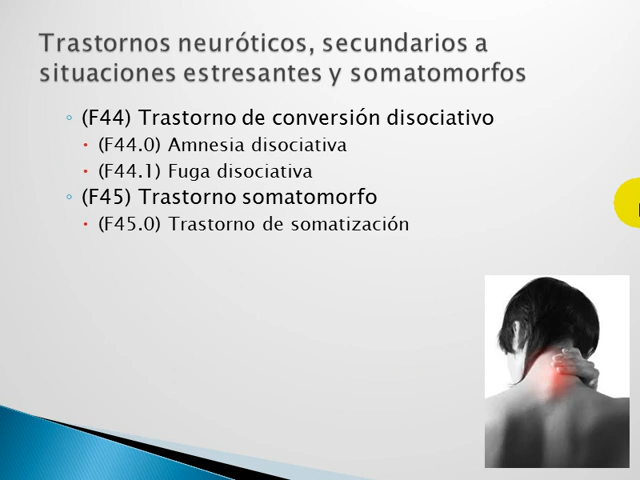 Trastornos neuróticos, secundarios a
situaciones estresantes y somatomorfos
(F44) Trastorno de conversión disociativo
(F44.0) Amnesia disociativa
(F44.1) Fuga disociativa
(F45) Trastorno somatomorfo
(F45.0) Trastorno de somatización